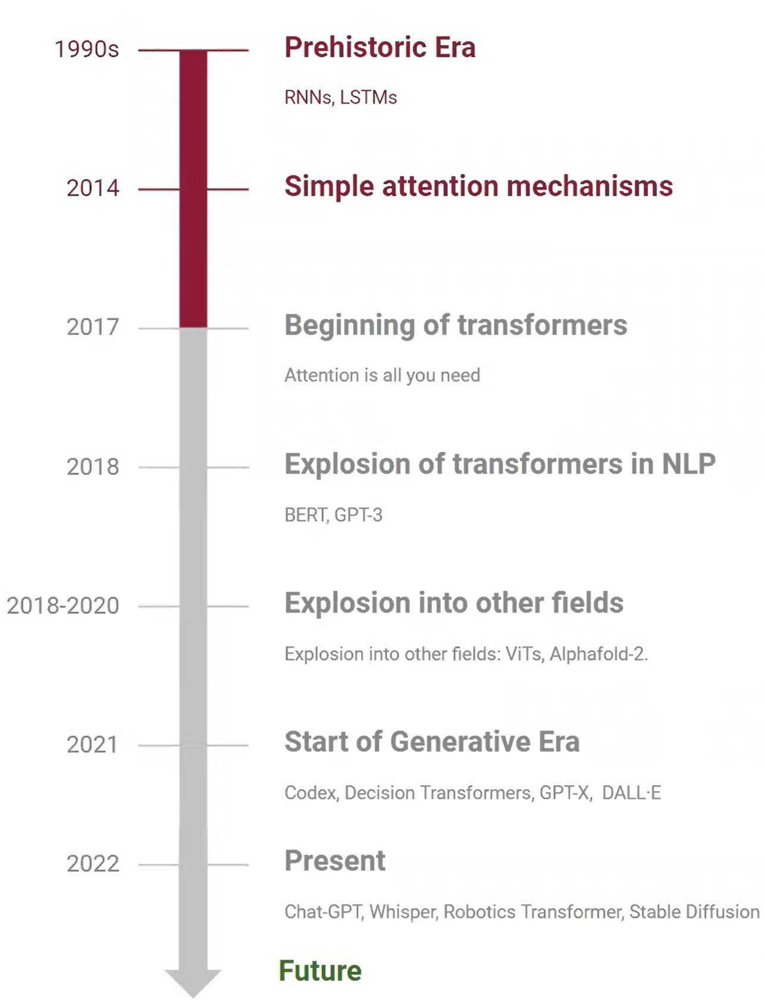 1990s
Prehistoric Era
RNNs, LSTMs
2014
Simple attention mechanisms
2017
Beginning of transformers
Attention is all you need
2018
Explosion of transformers in NLP
BERT, GPT-3
2018-2020
Explosion into other fields
Explosion into other fields: ViTs, Alphafold-2.
2021
Start of Generative Era
Codex, Decision Transformers, GPT-X,  DALL·E
2022
Present
Chat-GPT, Whisper, Robotics Transformer, Stable Diffusion
Future